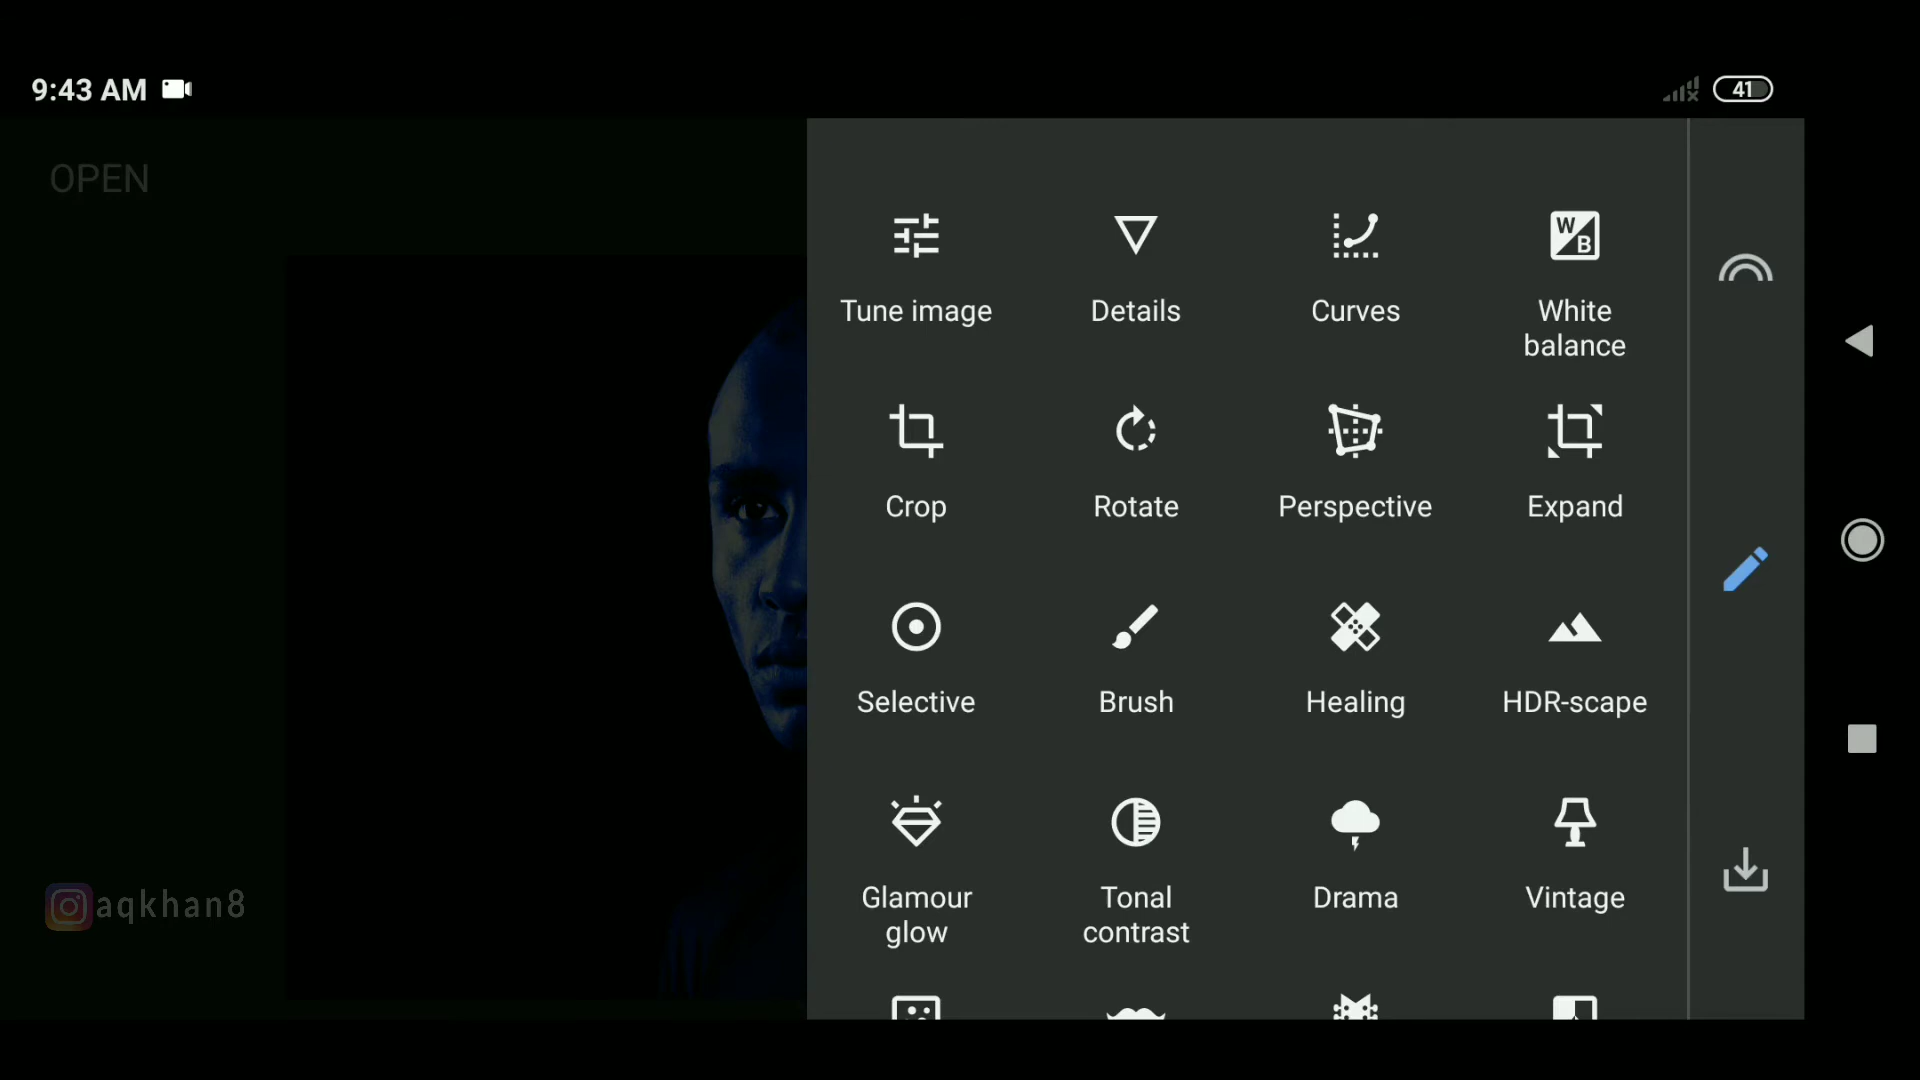 9:43 AM
41
OPEN
Tune image
Details
Curves
W
B
White
balance
Crop
Rotate
Perspective
Expand
Selective
Brush
Healing
HDR-scape
Glamour
glow
Tonal
contrast
Drama
Vintage
aqkhan8